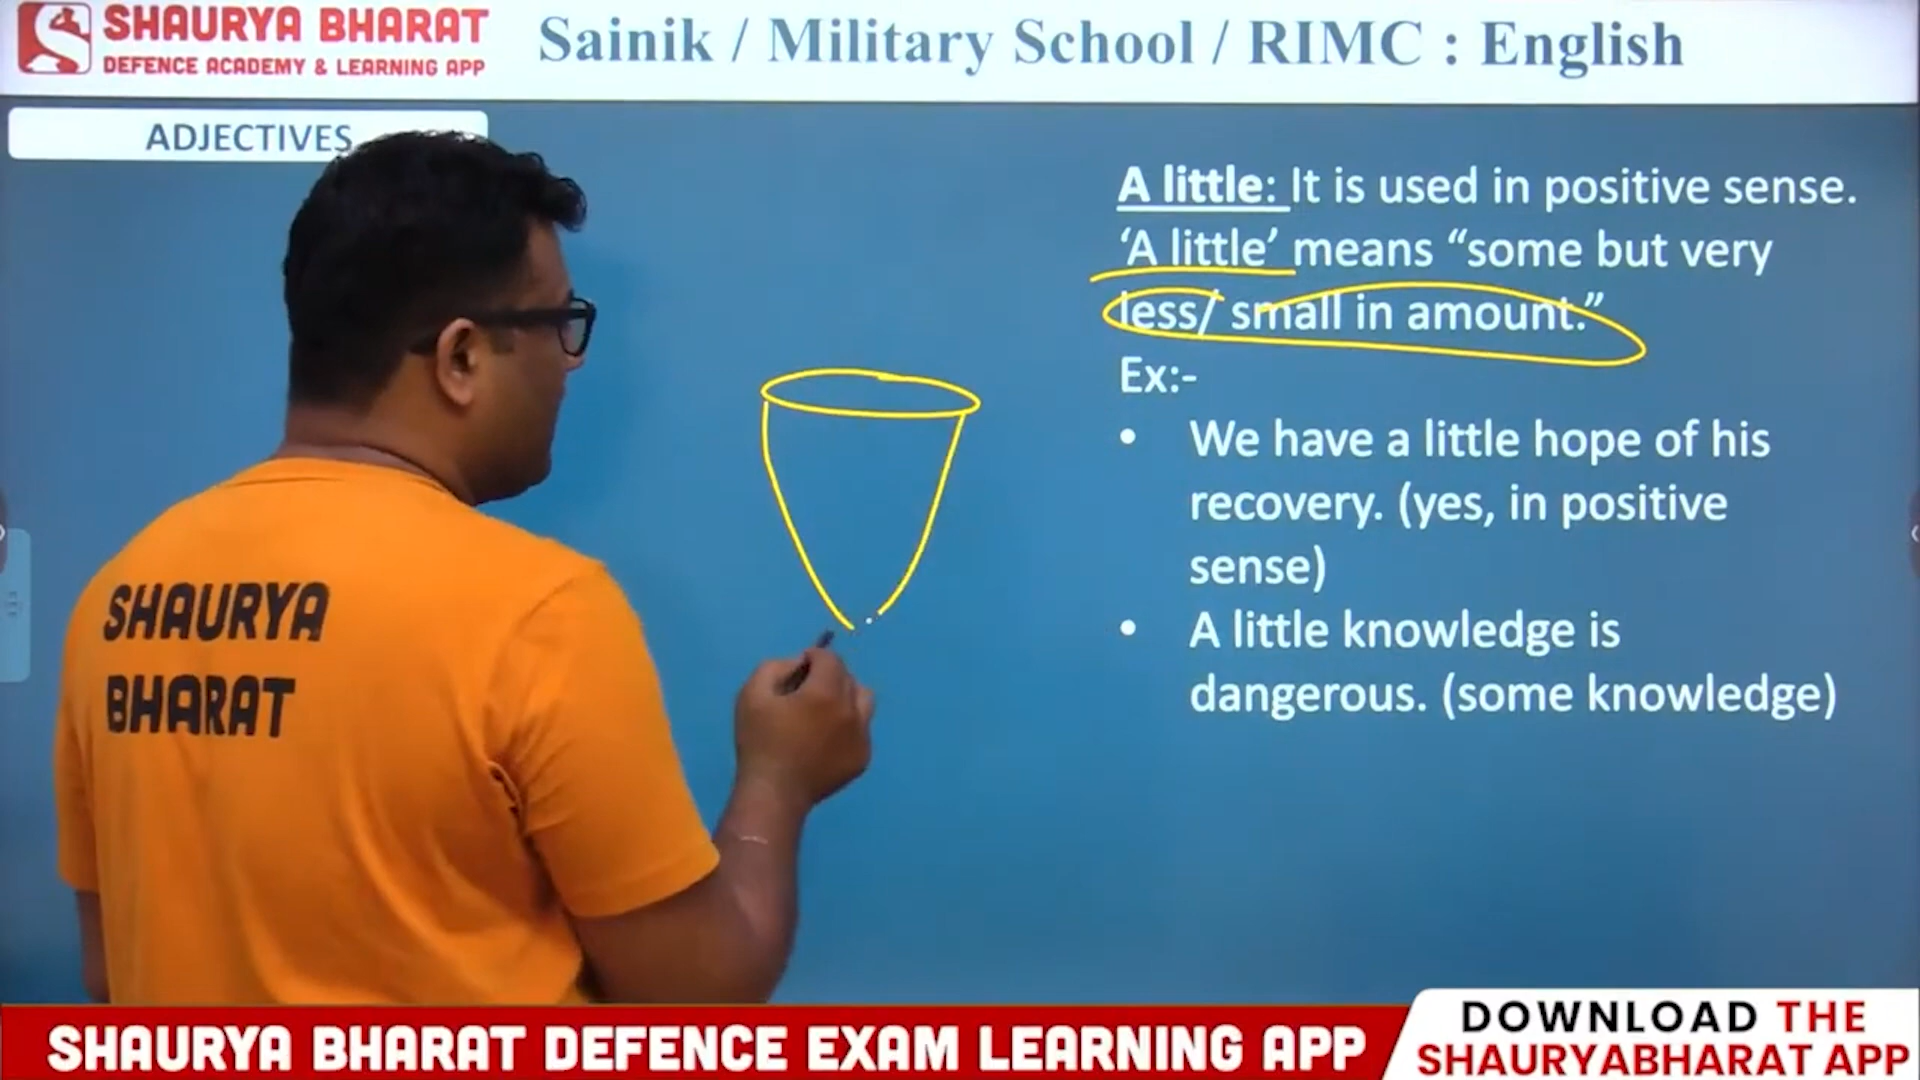 SHAURYA BHARAT
DEFENCE ACADEMY & LEARNING APP
Sainik / Military School / RIMC : English
ADJECTIVES
A little: It is used in positive sense.
‘A little’ means “some but very
less/ small in amount.”
Ex:-
• We have a little hope of his
recovery. (yes, in positive
sense)
• A little knowledge is
dangerous. (some knowledge)
SHAURYA
BHARAT
SHAURYA BHARAT DEFENCE EXAM LEARNING APP
DOWNLOAD THE
SHAURYABHARAT APP